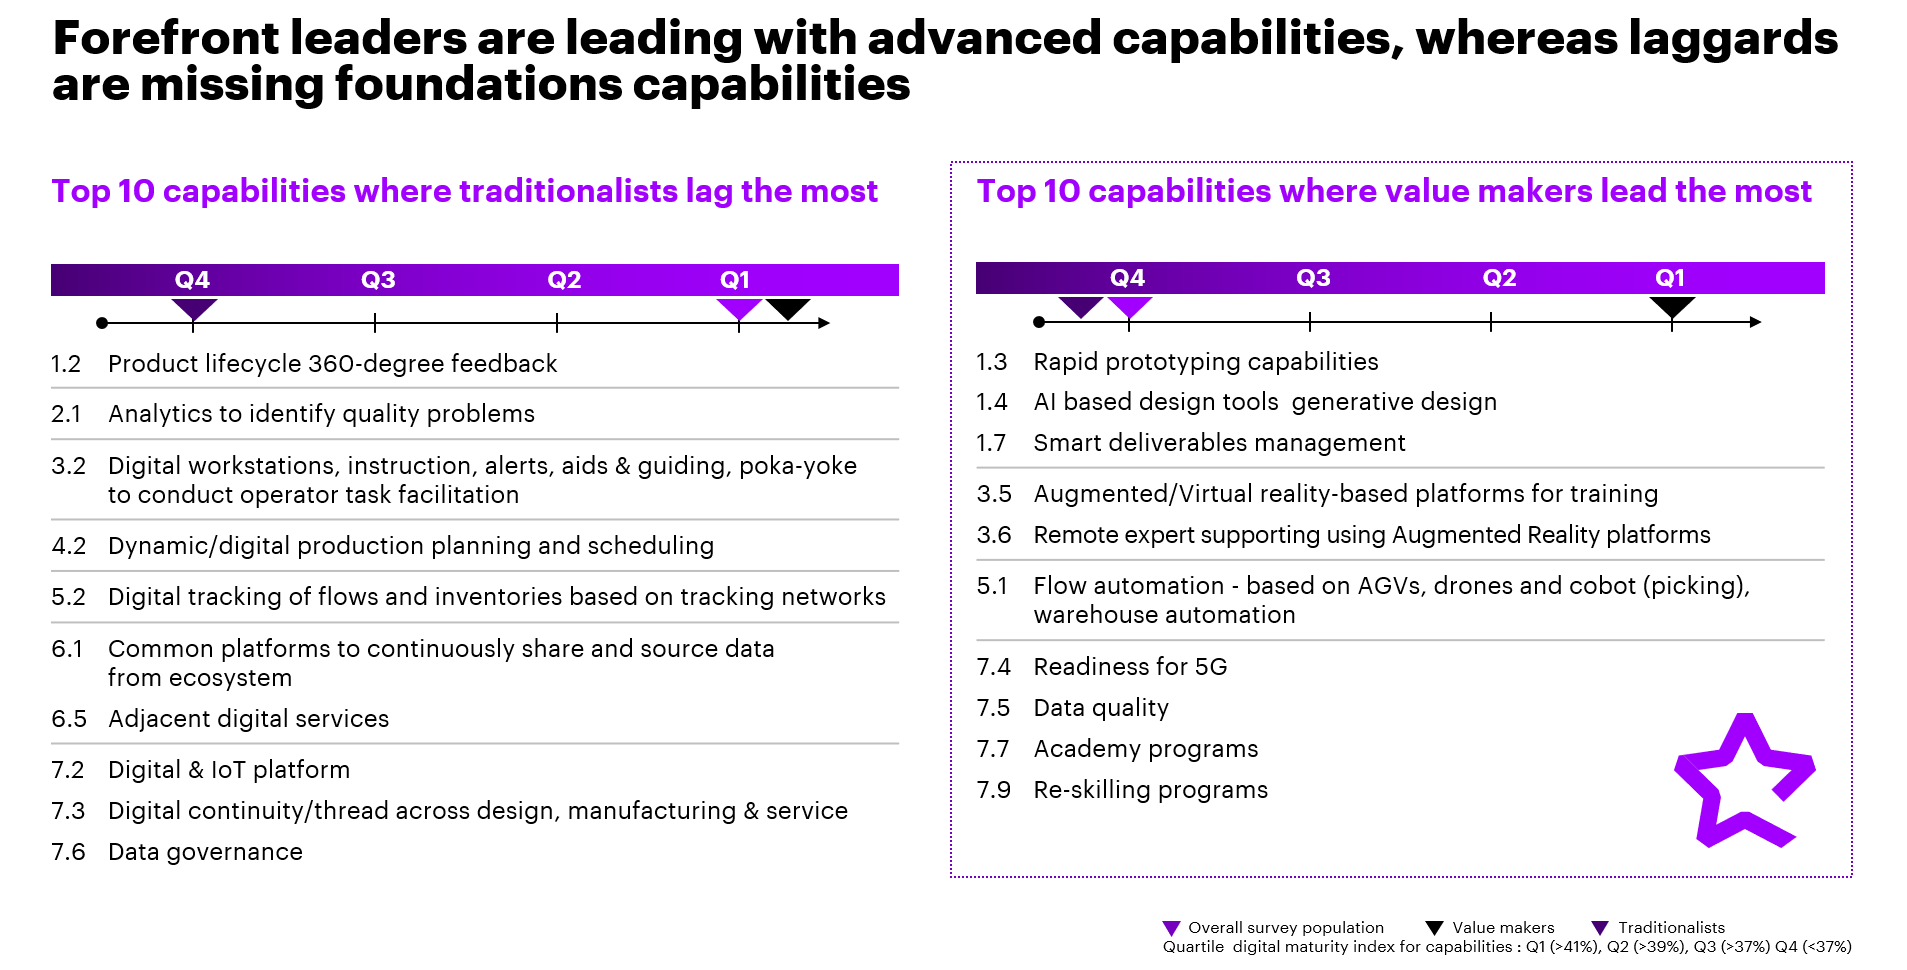 Forefront leaders are leading with advanced capabilities, whereas laggards
are missing foundations capabilities
Top 10 capabilities where traditionalists lag the most
Q4 Q3 Q2 Q1
1.2 Product lifecycle 360-degree feedback
2.1 Analytics to identify quality problems
3.2 Digital workstations, instruction, alerts, aids & guiding, poka-yoke
to conduct operator task facilitation
4.2 Dynamic/digital production planning and scheduling
5.2 Digital tracking of flows and inventories based on tracking networks
6.1 Common platforms to continuously share and source data
from ecosystem
6.5 Adjacent digital services
7.2 Digital & IoT platform
7.3 Digital continuity/thread across design, manufacturing & service
7.6 Data governance
Top 10 capabilities where value makers lead the most
Q4 Q3 Q2 Q1
1.3 Rapid prototyping capabilities
1.4 AI based design tools  generative design
1.7 Smart deliverables management
3.5 Augmented/Virtual reality-based platforms for training
3.6 Remote expert supporting using Augmented Reality platforms
5.1 Flow automation - based on AGVs, drones and cobot (picking),
warehouse automation
7.4 Readiness for 5G
7.5 Data quality
7.7 Academy programs
7.9 Re-skilling programs
Overall survey population Value makers Traditionalists
Quartile  digital maturity index for capabilities : Q1 (>41%), Q2 (>39%), Q3 (>37%) Q4 (<37%)